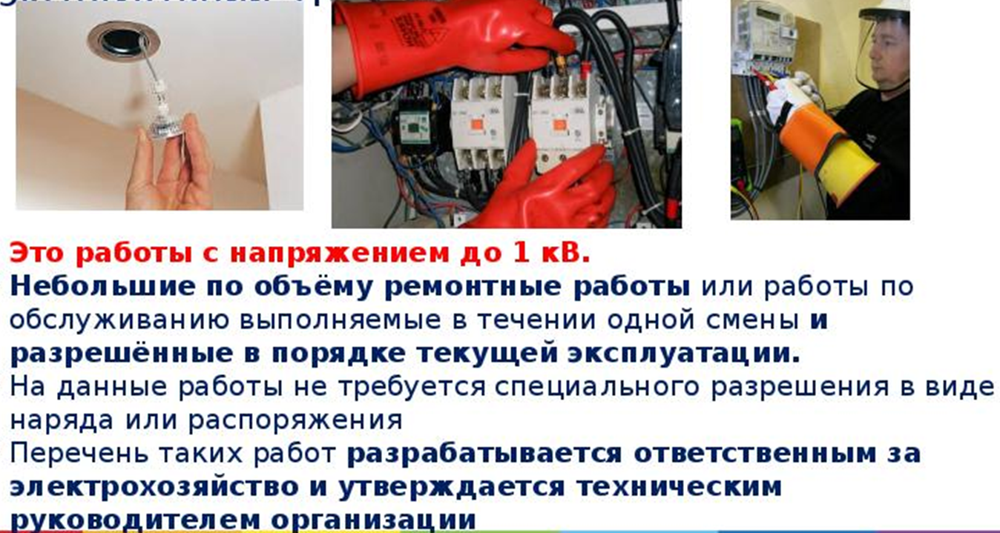 Это работы с напряжением до 1 кВ.
Небольшие по объёму ремонтные работы или работы по
обслуживанию выполняемые в течении одной смены и
разрешённые в порядке текущей эксплуатации.
На данные работы не требуется специального разрешения в виде
наряда или распоряжения
Перечень таких работ разрабатывается ответственным за
электрохозяйство и утверждается техническим
руководителем организации